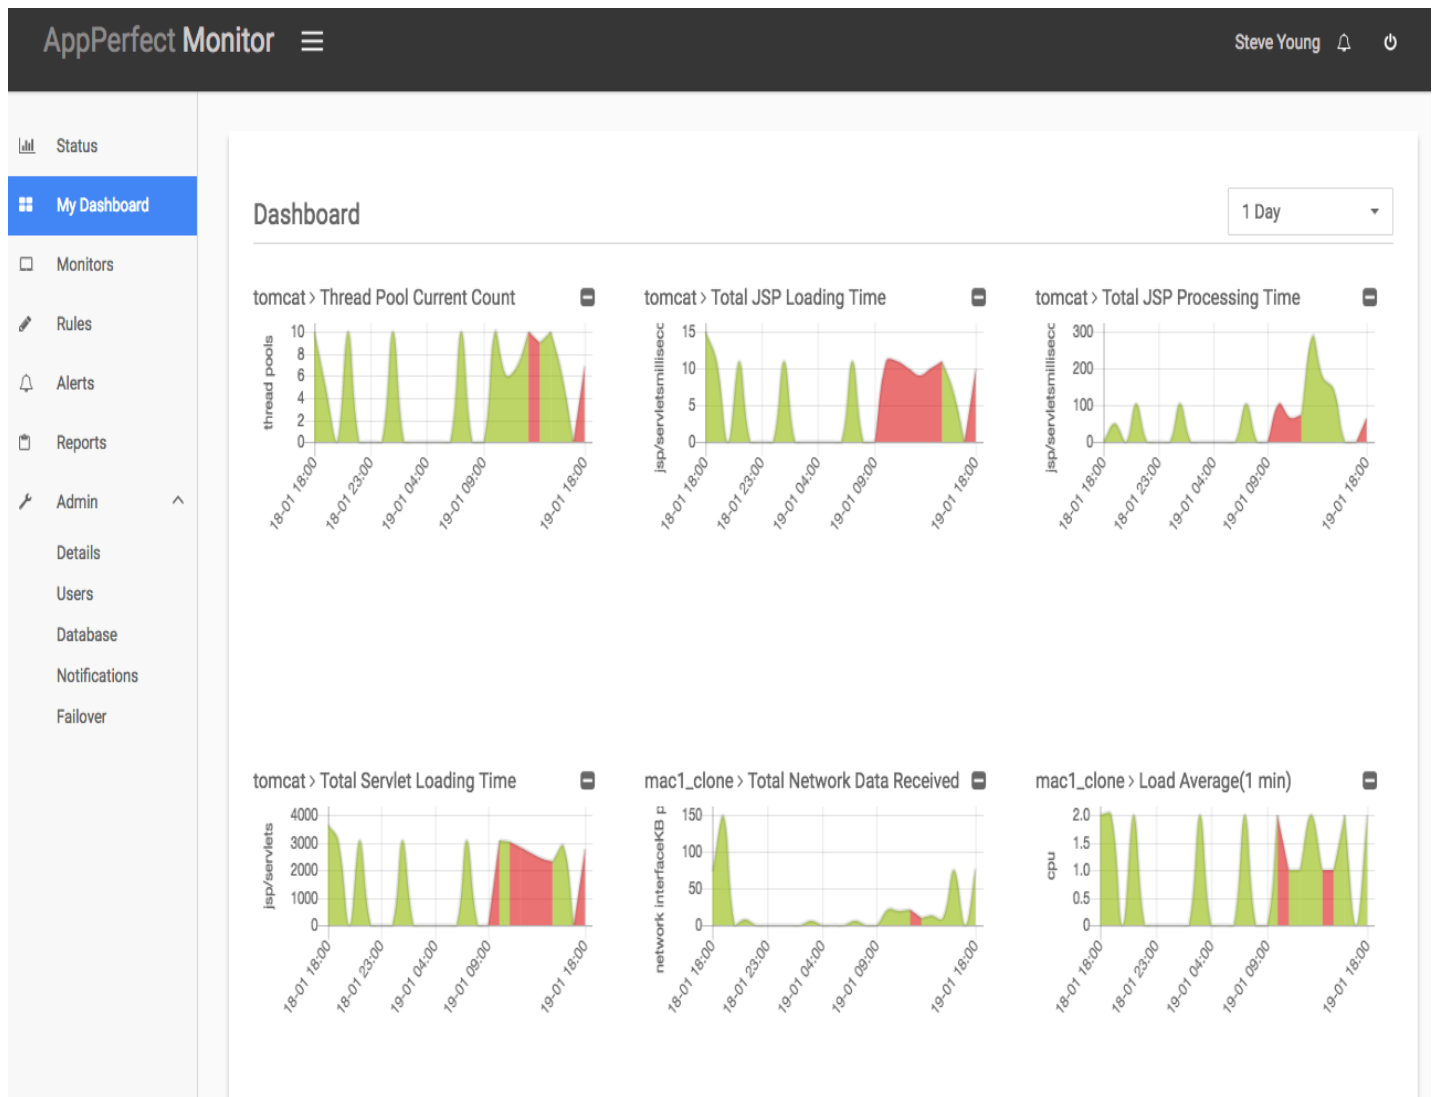 AppPerfect Monitor
Steve Young
Status
My Dashboard
Monitors
Rules
Alerts
Reports
Admin
Details
Users
Database
Notifications
Failover
Dashboard
1 Day
tomcat > Thread Pool Current Count
thread pools
10
8
6
4
2
0
18-01 18:00
18-01 23:00
19-01 04:00
19-01 09:00
19-01 18:00
tomcat > Total JSP Loading Time
jsp/servletsmillisecc
15
10
5
0
18-01 18:00
18-01 23:00
19-01 04:00
19-01 09:00
19-01 18:00
tomcat > Total JSP Processing Time
jsp/servletsmillisecc
300
200
100
0
18-01 18:00
18-01 23:00
19-01 04:00
19-01 09:00
19-01 18:00
tomcat > Total Servlet Loading Time
jsp/servlets
4000
3000
2000
1000
0
18-01 18:00
18-01 23:00
19-01 04:00
19-01 09:00
19-01 18:00
mac1_clone > Total Network Data Received
network interfaceKB p
150
100
50
0
18-01 18:00
18-01 23:00
19-01 04:00
19-01 09:00
19-01 18:00
mac1_clone > Load Average(1 min)
cpu
2.0
1.5
1.0
0.5
0
18-01 18:00
18-01 23:00
19-01 04:00
19-01 09:00
19-01 18:00